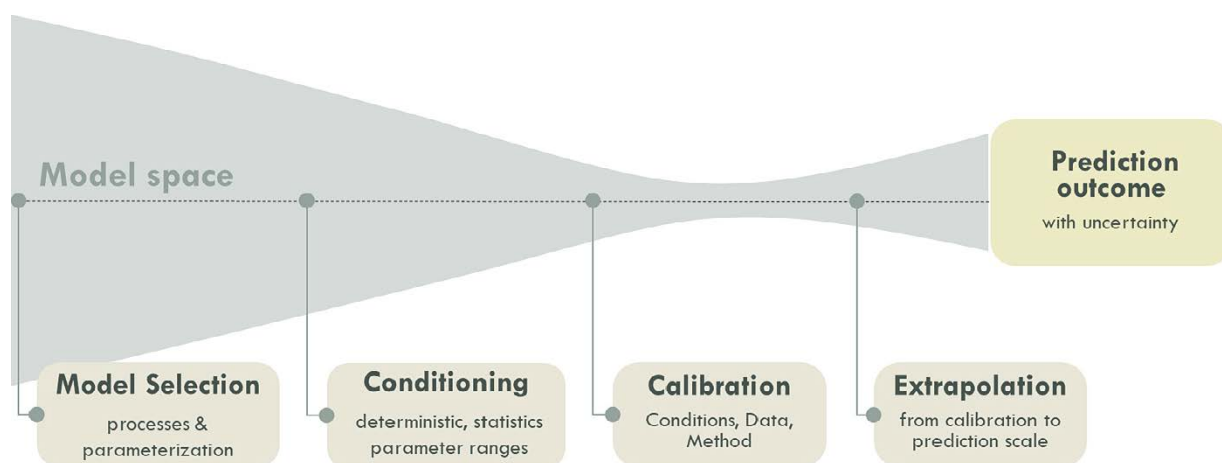 Model space
Prediction
outcome
with uncertainty
Model Selection
processes &
parameterization
Conditioning
deterministic, statistics
parameter ranges
Calibration
Conditions, Data,
Method
Extrapolation
from calibration to
prediction scale